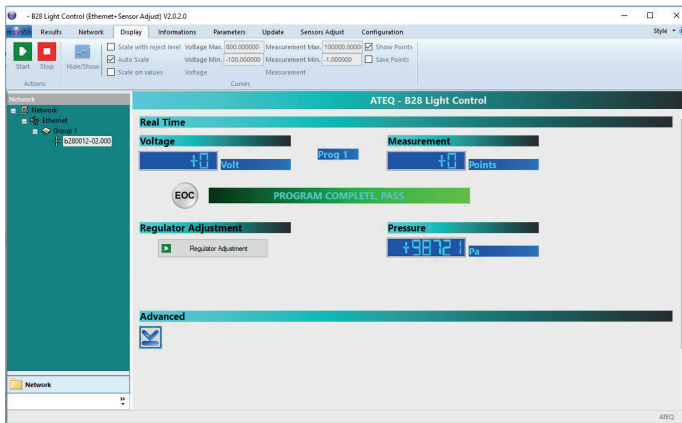 - B28 Light Control (Ethernet+Sensor Adjust) V2.0.2.0
Results Network Display Informations Parameters Update Sensors Adjust Configuration Style
Start Stop Hide/Show
Scale with reject level Voltage Max. 800.000000 Measurement Max. 100000.0000 Show Points
Auto Scale Voltage Min. -100.000000 Measurement Min. -1.000000 Save Points
Scale on values Voltage Measurement
Actions Curves
Network
ATEQ - B28 Light Control
Network
Ethernet
Group 1
b280012-02.000
Real Time
Voltage Measurement
+0 Volt Prog 1 +0 Points
EOC PROGRAM COMPLETE, PASS
Regulator Adjustment Pressure
Regulator Adjustment +98721 Pa
Advanced
Network
ATEQ